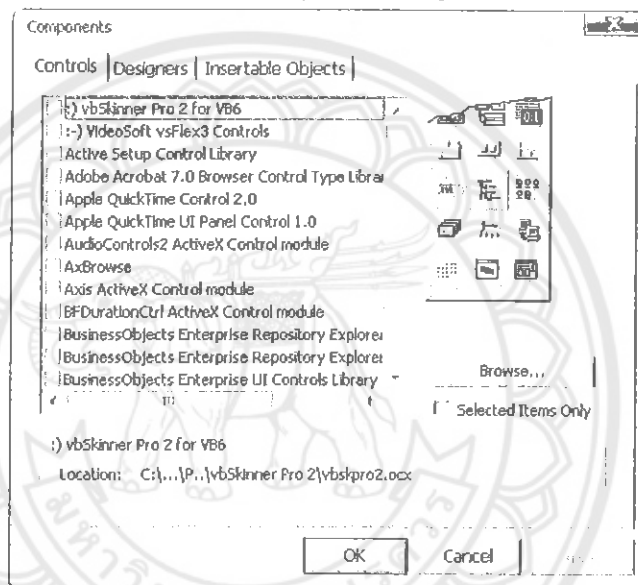 Components
Controls Designers Insertable Objects
:) vbSkinner Pro 2 for VB6
:-) VideoSoft vsFlex3 Controls
Active Setup Control Library
Adobe Acrobat 7.0 Browser Control Type Librar
Apple QuickTime Control 2.0
Apple QuickTime UI Panel Control 1.0
AudioControls2 ActiveX Control module
AxBrowse
Axis ActiveX Control module
BFDurationCtrl ActiveX Control module
BusinessObjects Enterprise Repository Explorer
BusinessObjects Enterprise Repository Explorer
BusinessObjects Enterprise UI Controls Library
Browse...
Selected Items Only
:) vbSkinner Pro 2 for VB6
Location: C:\...\P..\vbSkinner Pro 2\vbskpro2.ocx
OK Cancel